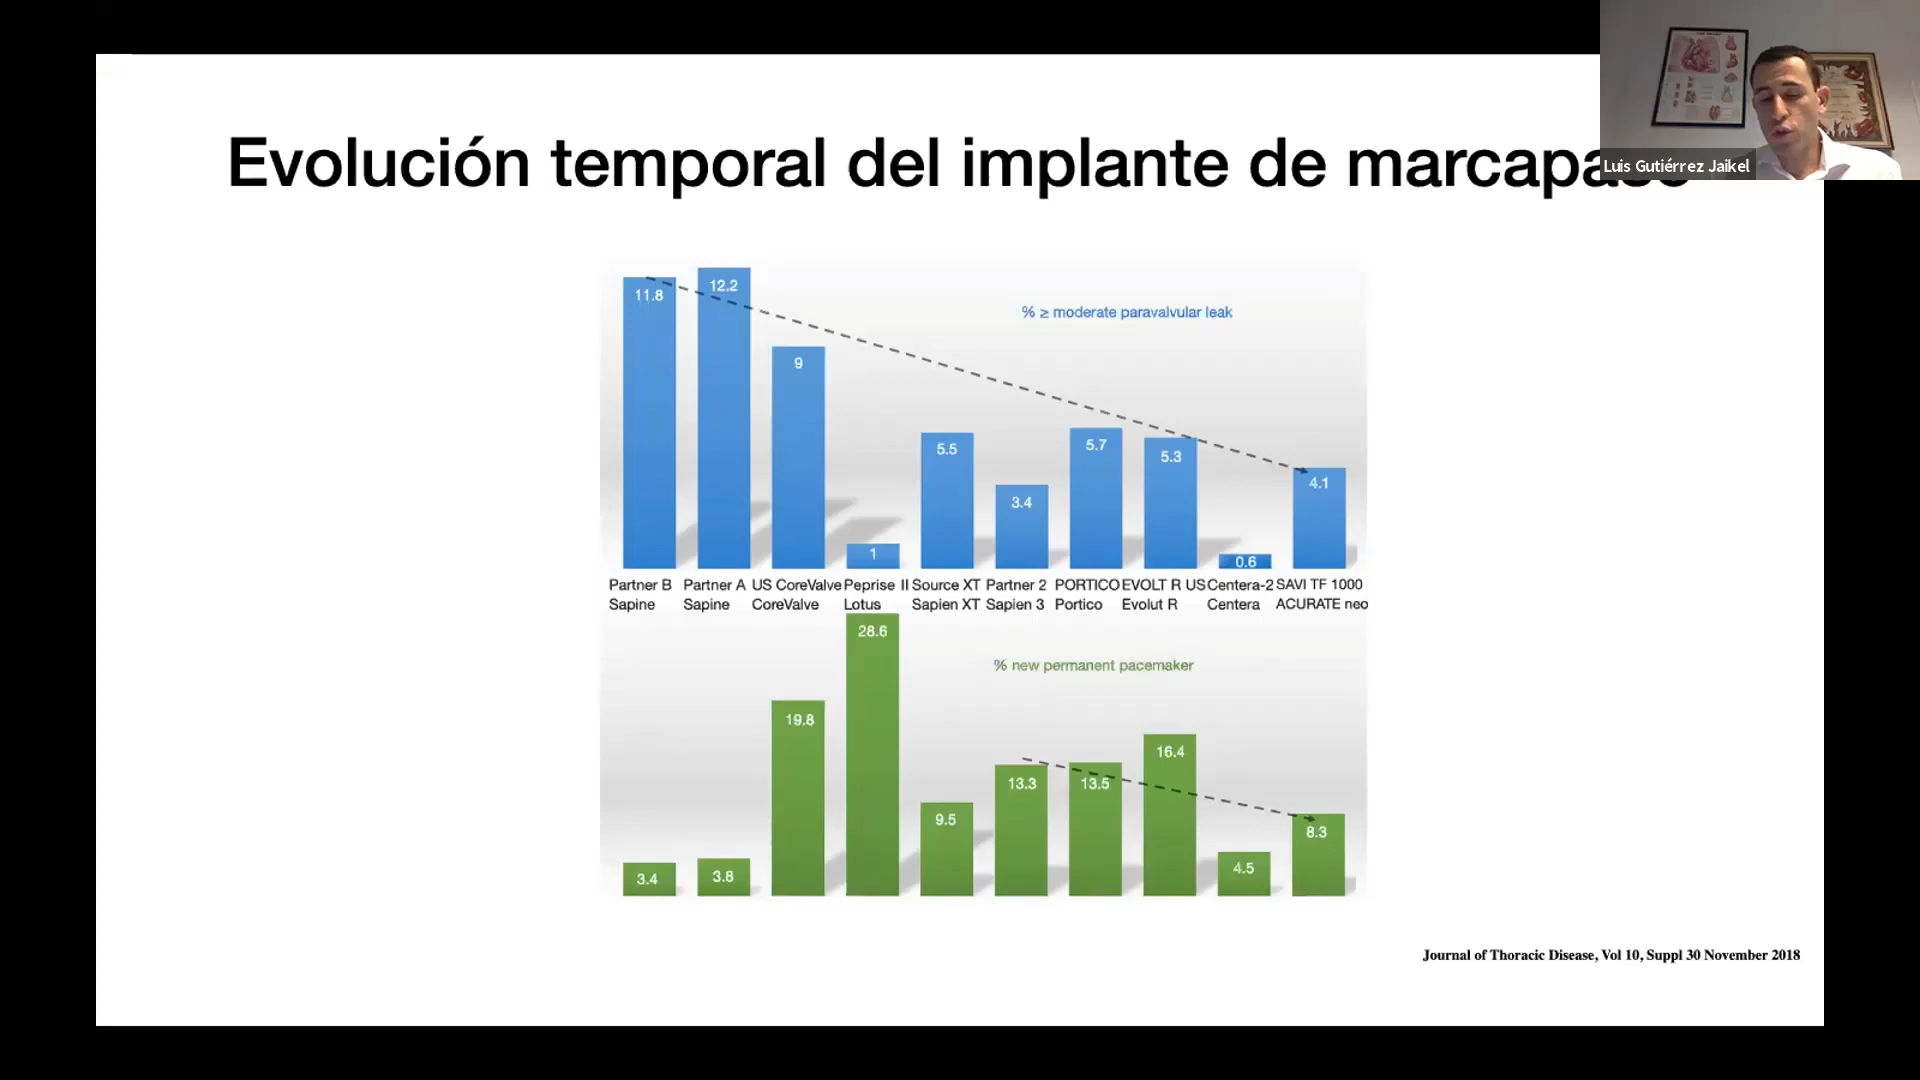 Evolución temporal del implante de
Luis Gutiérrez Jaikel
11.8
12.2
9
1
5.5
3.4
5.7
5.3
0.6
4.1
% ≥ moderate paravalvular leak
Partner B Partner A US CoreValve Peprise II Source XT Partner 2 PORTICO EVOLT R US Centera-2 SAVI TF 1000
Sapine Sapine CoreValve Lotus Sapien XT Sapien 3 Portico Evolut R Centera ACURATE neo
% new permanent pacemaker
3.4
3.8
19.8
28.6
9.5
13.3
13.5
16.4
4.5
8.3
Journal of Thoracic Disease, Vol 10, Suppl 30 November 2018